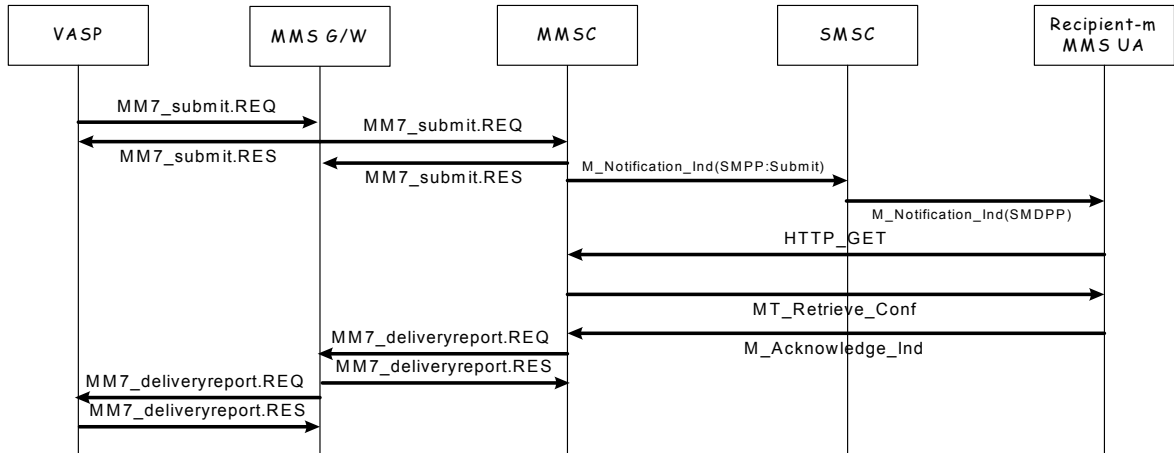 VASP
MMS G/W
MMSC
SMSC
Recipient-m
MMS UA
MM7_submit.REQ
MM7_submit.REQ
MM7_submit.RES
MM7_submit.RES
M_Notification_Ind(SMPP:Submit)
M_Notification_Ind(SMDPP)
HTTP_GET
MT_Retrieve_Conf
MM7_deliveryreport.REQ
M_Acknowledge_Ind
MM7_deliveryreport.RES
MM7_deliveryreport.REQ
MM7_deliveryreport.RES